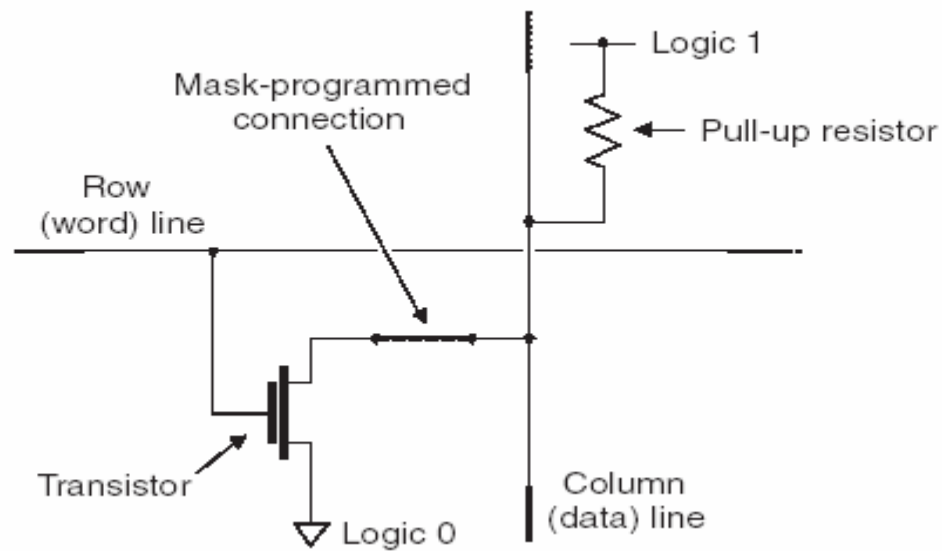 Logic 1
Mask-programmed
connection
Pull-up resistor
Row
(word) line
Transistor
Logic 0
Column
(data) line